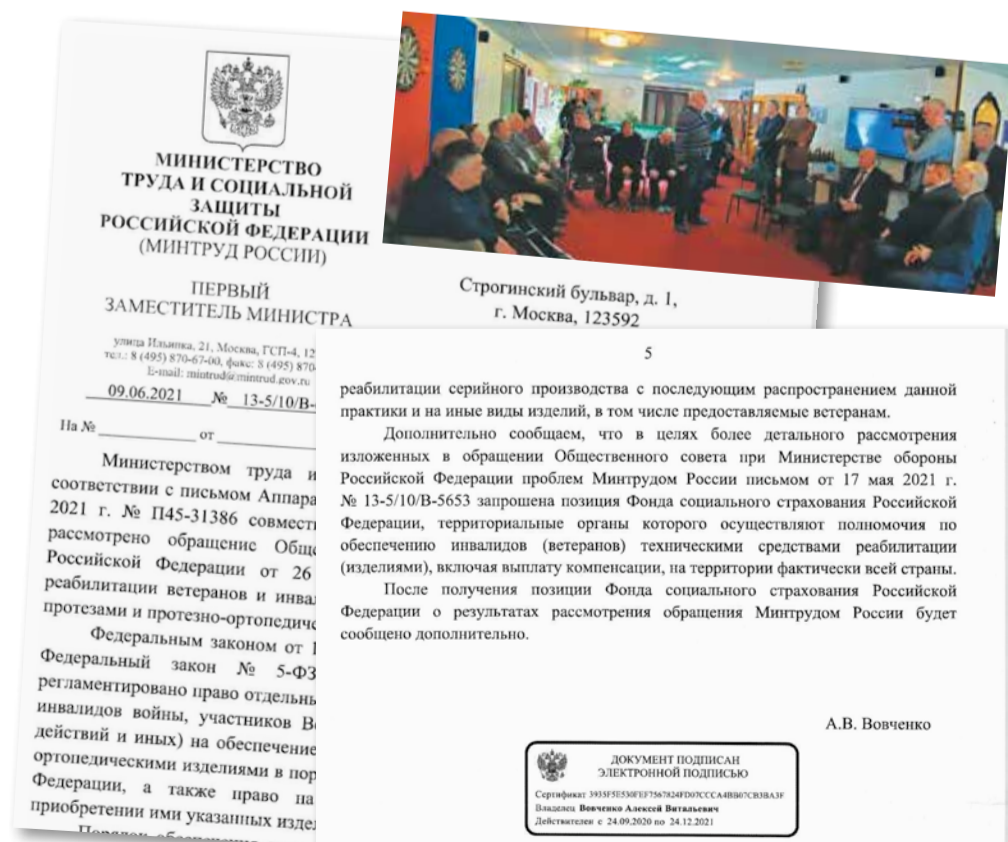 МИНИСТЕРСТВО
ТРУДА И СОЦИАЛЬНОЙ
ЗАЩИТЫ
РОССИЙСКОЙ ФЕДЕРАЦИИ
(МИНТРУД РОССИИ)
ПЕРВЫЙ
ЗАМЕСТИТЕЛЬ МИНИСТРА
улица Ильинка, 21, Москва, ГСП-4, 12
тел.: 8 (495) 870-67-00, факс: 8 (495) 870-
E-mail: mintrud@mintrud.gov.ru
09.06.2021 № 13-5/10/В-
На № от
Строгинский бульвар, д. 1,
г. Москва, 123592
Министерством труда и
соответствии с письмом Аппара
2021 г. № П45-31386 совмест
рассмотрено обращение Обще
Российской Федерации от 26
реабилитации ветеранов и инва
протезами и протезно-ортопедиче
Федеральным законом от 1
Федеральный закон № 5-ФЗ
регламентировано право отдельны
инвалидов войны, участников В
действий и иных) на обеспечение
ортопедическими изделиями в пор
Федерации, а также право на
приобретении ими указанных изде
Порядок
5
реабилитации серийного производства с последующим распространением данной
практики и на иные виды изделий, в том числе предоставляемые ветеранам.
Дополнительно сообщаем, что в целях более детального рассмотрения
изложенных в обращении Общественного совета при Министерстве обороны
Российской Федерации проблем Минтрудом России письмом от 17 мая 2021 г.
№ 13-5/10/В-5653 запрошена позиция Фонда социального страхования Российской
Федерации, территориальные органы которого осуществляют полномочия по
обеспечению инвалидов (ветеранов) техническими средствами реабилитации
(изделиями), включая выплату компенсации, на территории фактически всей страны.
После получения позиции Фонда социального страхования Российской
Федерации о результатах рассмотрения обращения Минтрудом России будет
сообщено дополнительно.
А.В. Вовченко
ДОКУМЕНТ ПОДПИСАН
ЭЛЕКТРОННОЙ ПОДПИСЬЮ
Сертификат 3935F5E530FEF7567824FD07CCCA4BB07CB3BA3F
Владелец Вовченко Алексей Витальевич
Действителен с 24.09.2020 по 24.12.2021